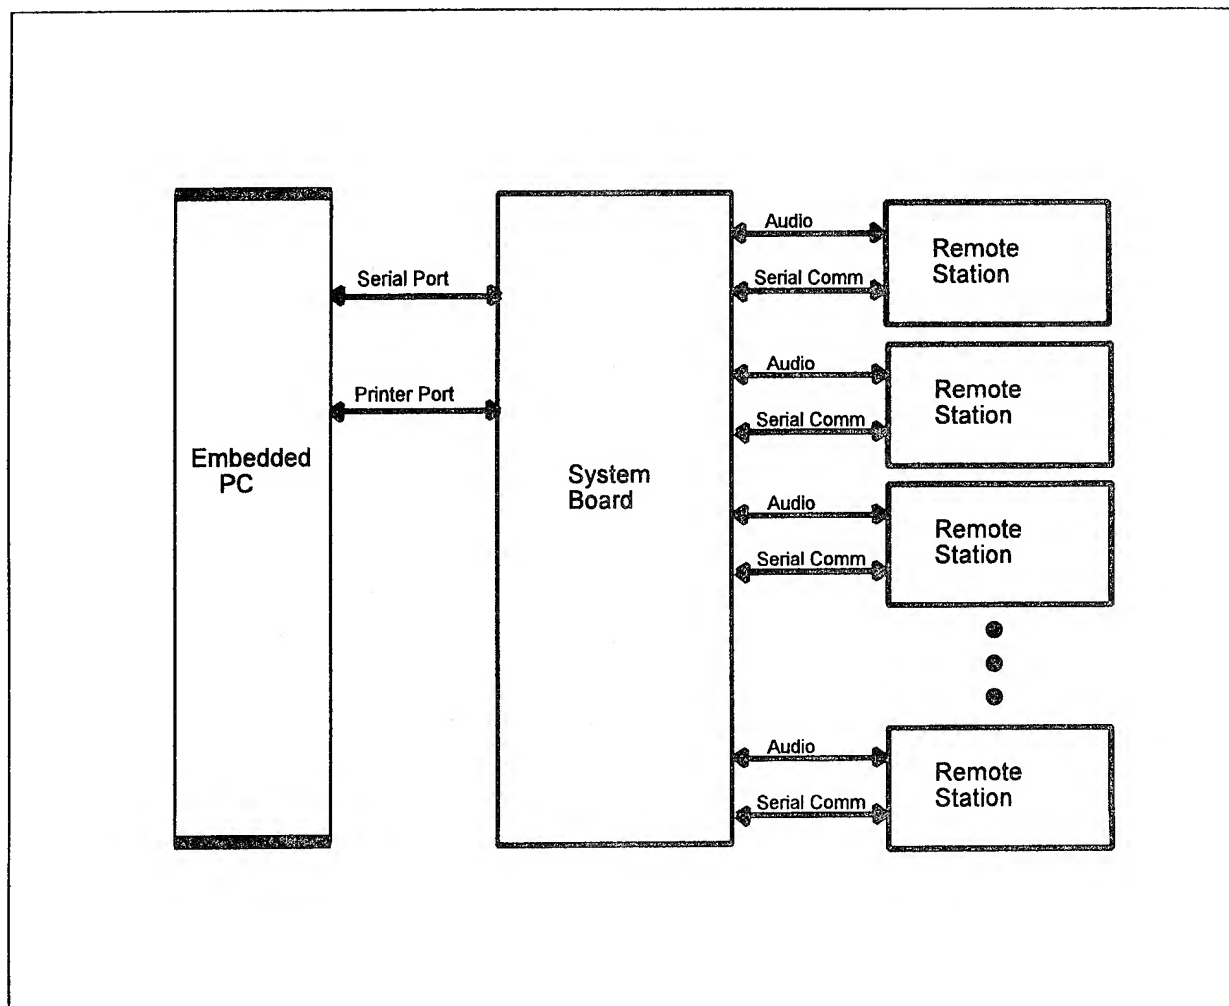 Embedded
PC
Serial Port
Printer Port
System
Board
Audio
Serial Comm
Remote
Station
Audio
Serial Comm
Remote
Station
Audio
Serial Comm
Remote
Station
Audio
Serial Comm
Remote
Station